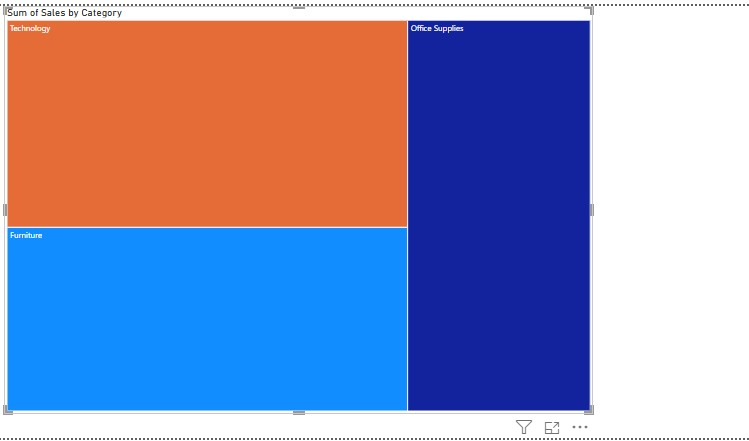 Sum of Sales by Category
Technology
Office Supplies
Furniture